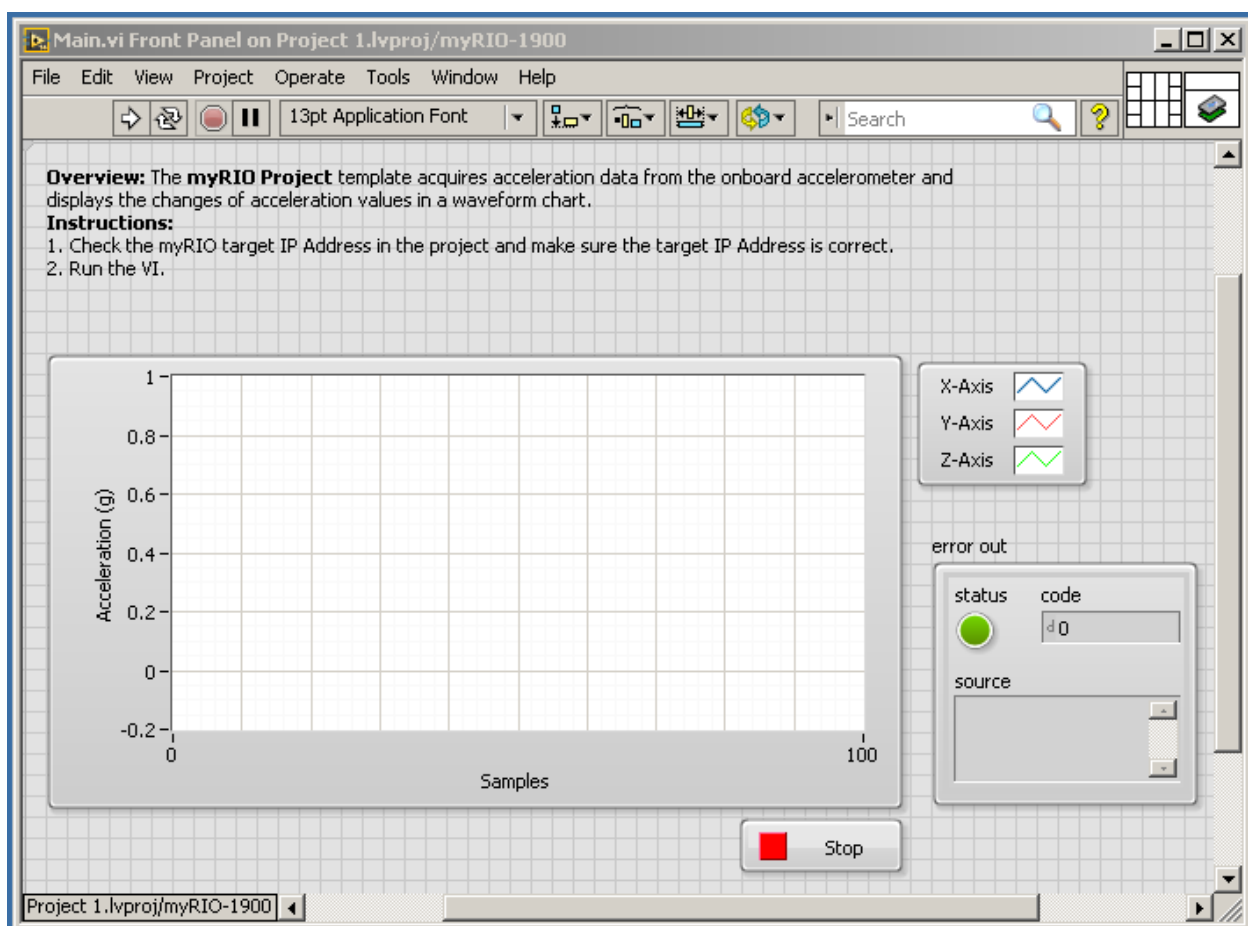 Main.vi Front Panel on Project 1.lvproj/myRIO-1900
File Edit View Project Operate Tools Window Help
13pt Application Font
Search
Overview: The myRIO Project template acquires acceleration data from the onboard accelerometer and
displays the changes of acceleration values in a waveform chart.
Instructions:
1. Check the myRIO target IP Address in the project and make sure the target IP Address is correct.
2. Run the VI.
1
0.8
0.6
0.4
0.2
0
-0.2
Acceleration (g)
0
100
Samples
X-Axis
Y-Axis
Z-Axis
error out
status code
d 0
source
Stop
Project 1.lvproj/myRIO-1900